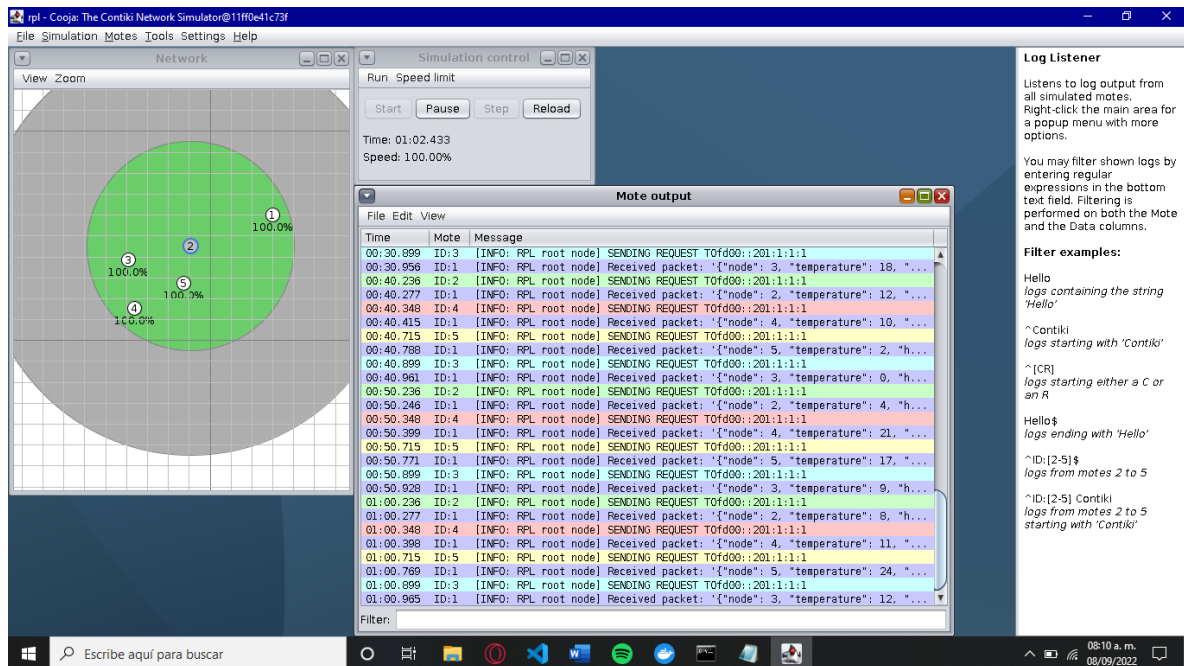 rpl - Cooja: The Contiki Network Simulator@11ff0e41c73f
File Simulation Motes Tools Settings Help
Network
View Zoom
1
100.0%
2
3
100.0%
5
100.0%
4
100.0%
Simulation control
Run Speed limit
Start Pause Step Reload
Time: 01:02.433
Speed: 100.00%
Mote output
File Edit View
Time Mote Message
00:30.899 ID:3 [INFO: RPL root node] SENDING REQUEST TOfd00::201:1:1:1
00:30.956 ID:1 [INFO: RPL root node] Received packet: '{"node": 3, "temperature": 18, "...
00:40.236 ID:2 [INFO: RPL root node] SENDING REQUEST TOfd00::201:1:1:1
00:40.277 ID:1 [INFO: RPL root node] Received packet: '{"node": 2, "temperature": 12, "...
00:40.348 ID:4 [INFO: RPL root node] SENDING REQUEST TOfd00::201:1:1:1
00:40.415 ID:1 [INFO: RPL root node] Received packet: '{"node": 4, "temperature": 10, "...
00:40.715 ID:5 [INFO: RPL root node] SENDING REQUEST TOfd00::201:1:1:1
00:40.788 ID:1 [INFO: RPL root node] Received packet: '{"node": 5, "temperature": 2, "h...
00:40.899 ID:3 [INFO: RPL root node] SENDING REQUEST TOfd00::201:1:1:1
00:40.961 ID:1 [INFO: RPL root node] Received packet: '{"node": 3, "temperature": 0, "h...
00:50.236 ID:2 [INFO: RPL root node] SENDING REQUEST TOfd00::201:1:1:1
00:50.246 ID:1 [INFO: RPL root node] Received packet: '{"node": 2, "temperature": 4, "h...
00:50.348 ID:4 [INFO: RPL root node] SENDING REQUEST TOfd00::201:1:1:1
00:50.399 ID:1 [INFO: RPL root node] Received packet: '{"node": 4, "temperature": 21, "...
00:50.715 ID:5 [INFO: RPL root node] SENDING REQUEST TOfd00::201:1:1:1
00:50.771 ID:1 [INFO: RPL root node] Received packet: '{"node": 5, "temperature": 17, "...
00:50.899 ID:3 [INFO: RPL root node] SENDING REQUEST TOfd00::201:1:1:1
00:50.928 ID:1 [INFO: RPL root node] Received packet: '{"node": 3, "temperature": 9, "h...
01:00.236 ID:2 [INFO: RPL root node] SENDING REQUEST TOfd00::201:1:1:1
01:00.277 ID:1 [INFO: RPL root node] Received packet: '{"node": 2, "temperature": 8, "h...
01:00.348 ID:4 [INFO: RPL root node] SENDING REQUEST TOfd00::201:1:1:1
01:00.398 ID:1 [INFO: RPL root node] Received packet: '{"node": 4, "temperature": 11, "...
01:00.715 ID:5 [INFO: RPL root node] SENDING REQUEST TOfd00::201:1:1:1
01:00.769 ID:1 [INFO: RPL root node] Received packet: '{"node": 5, "temperature": 24, "...
01:00.899 ID:3 [INFO: RPL root node] SENDING REQUEST TOfd00::201:1:1:1
01:00.965 ID:1 [INFO: RPL root node] Received packet: '{"node": 3, "temperature": 12, "...
Filter:
Log Listener
Listens to log output from
all simulated motes.
Right-click the main area for
a popup menu with more
options.
You may filter shown logs by
entering regular
expressions in the bottom
text field. Filtering is
performed on both the Mote
and the Data columns.
Filter examples:
Hello
logs containing the string
'Hello'
^Contiki
logs starting with 'Contiki'
^[CR]
logs starting either a C or
an R
Hello$
logs ending with 'Hello'
^ID:[2-5]$
logs from motes 2 to 5
^ID:[2-5] Contiki
logs from motes 2 to 5
starting with 'Contiki'
Escribe aquí para buscar
08:10 a. m.
08/09/2022